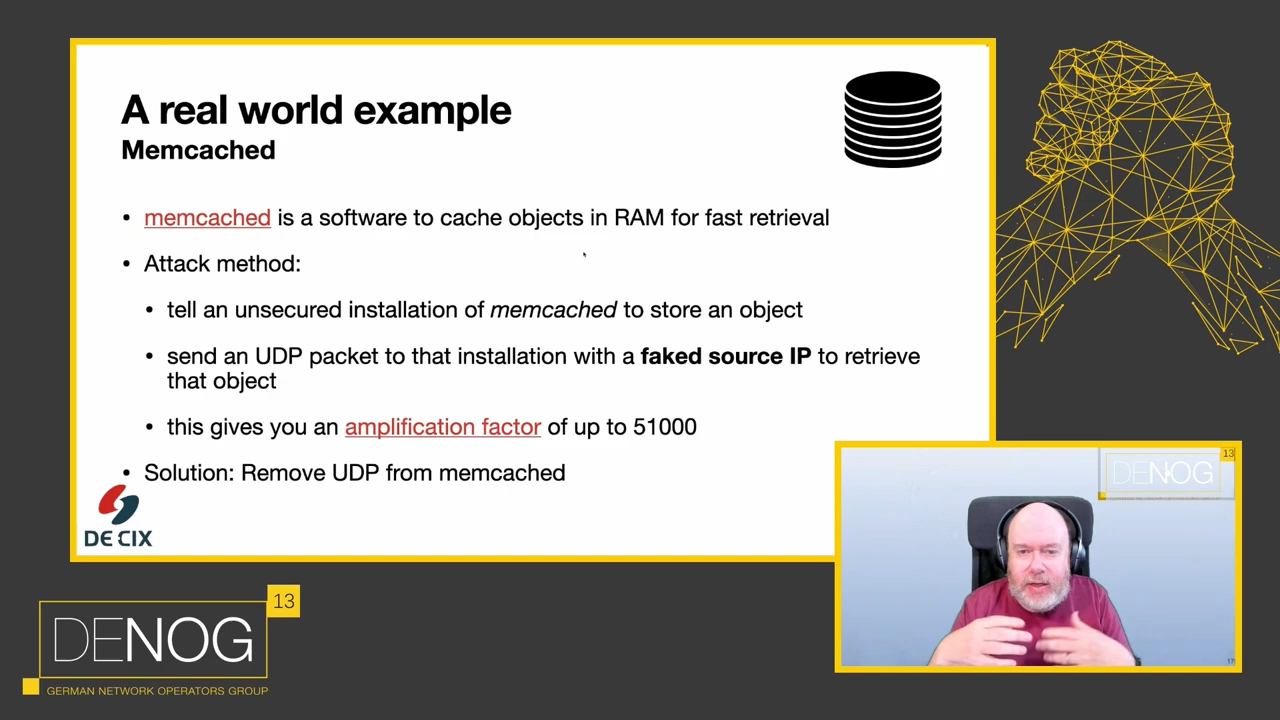 A real world example
Memcached
• memcached is a software to cache objects in RAM for fast retrieval
• Attack method:
• tell an unsecured installation of memcached to store an object
• send an UDP packet to that installation with a faked source IP to retrieve
that object
• this gives you an amplification factor of up to 51000
• Solution: Remove UDP from memcached
DE CIX
13
DENOG
17
13
DENOG
GERMAN NETWORK OPERATORS GROUP